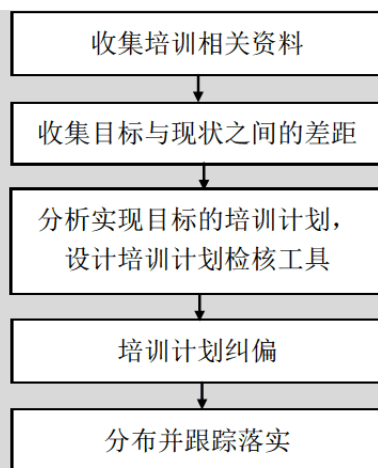 收集培训相关资料
收集目标与现状之间的差距
分析实现目标的培训计划，
设计培训计划检核工具
培训计划纠偏
分布并跟踪落实